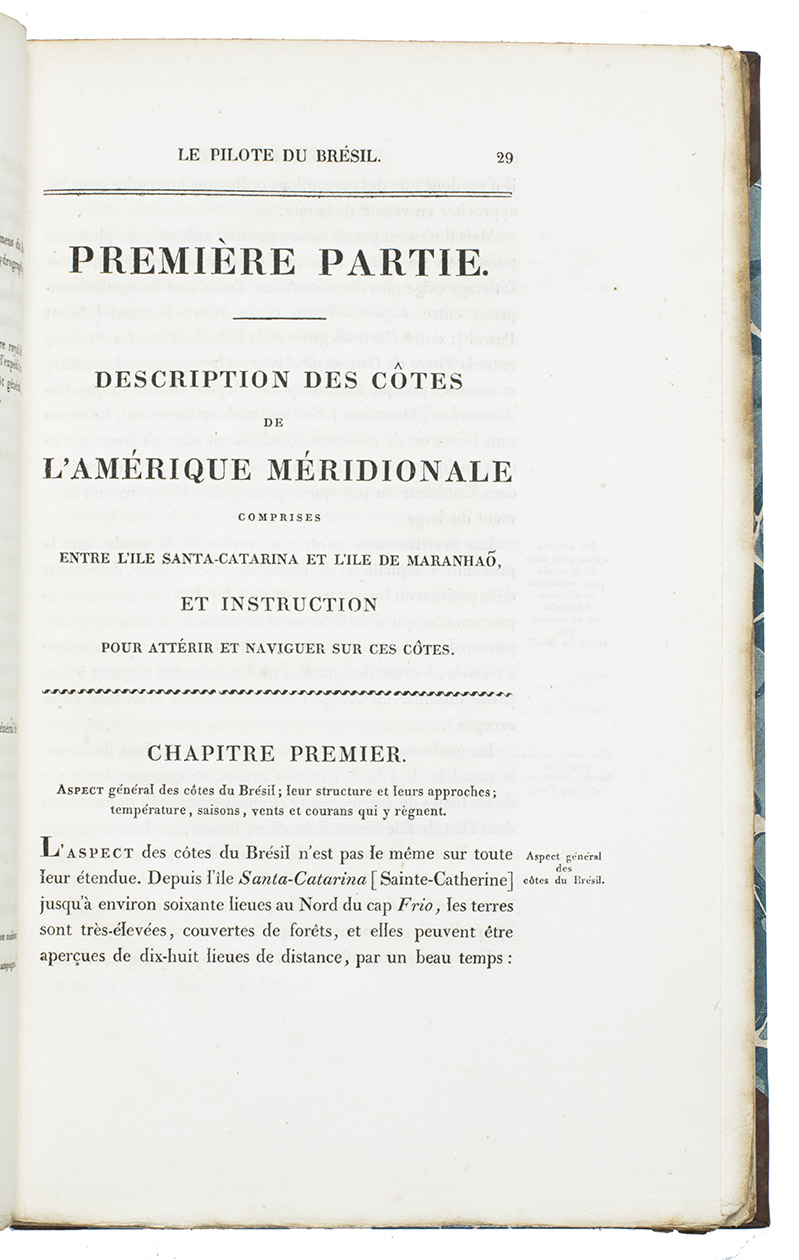 LE PILOTE DU BRÉSIL. 29
PREMIÈRE PARTIE.
DESCRIPTION DES CÔTES
DE
L'AMÉRIQUE MÉRIDIONALE
COMPRISES
ENTRE L'ILE SANTA-CATARINA ET L'ILE DE MARANHAÕ,
ET INSTRUCTION
POUR ATTÉRIR ET NAVIGUER SUR CES CÔTES.
CHAPITRE PREMIER.
ASPECT général des côtes du Brésil; leur structure et leurs approches;
température, saisons, vents et courans qui y règnent.
L'ASPECT des côtes du Brésil n'est pas le même sur toute
leur étendue. Depuis l'île Santa-Catarina [Sainte-Catherine]
jusqu'à environ soixante lieues au Nord du cap Frio, les terres
sont très-élevées, couvertes de forêts, et elles peuvent être
aperçues de dix-huit lieues de distance, par un beau temps :
Aspect général
des
côtes du Brésil.